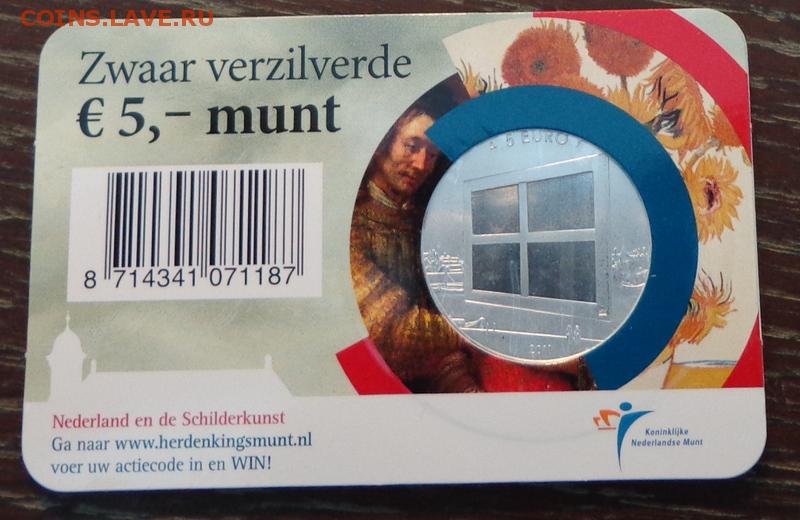 COINS.LAVE.RU
Zwaar verzilverde
€ 5,– munt
5 EURO
8 714341 071187
2011
Nederland en de Schilderkunst
Ga naar www.herdenkingsmunt.nl
voer uw actiecode in en WIN!
Koninklijke
Nederlandse Munt